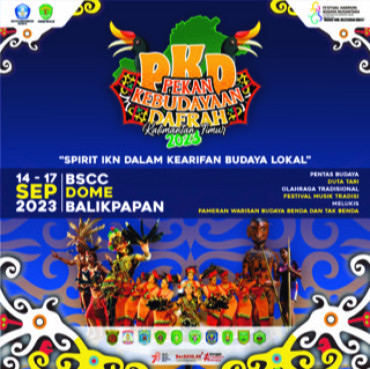 PKD
PEKAN
KEBUDAYAAN
DAERAH
Kalimantan Timur
2023
"SPIRIT IKN DALAM KEARIFAN BUDAYA LOKAL"
14 - 17
SEP
2023
BSCC
DOME
BALIKPAPAN
PENTAS BUDAYA
DUTA TARI
OLAHRAGA TRADISIONAL
FESTIVAL MUSIK TRADISI
MELUKIS
PAMERAN WARISAN BUDAYA BENDA DAN TAK BENDA